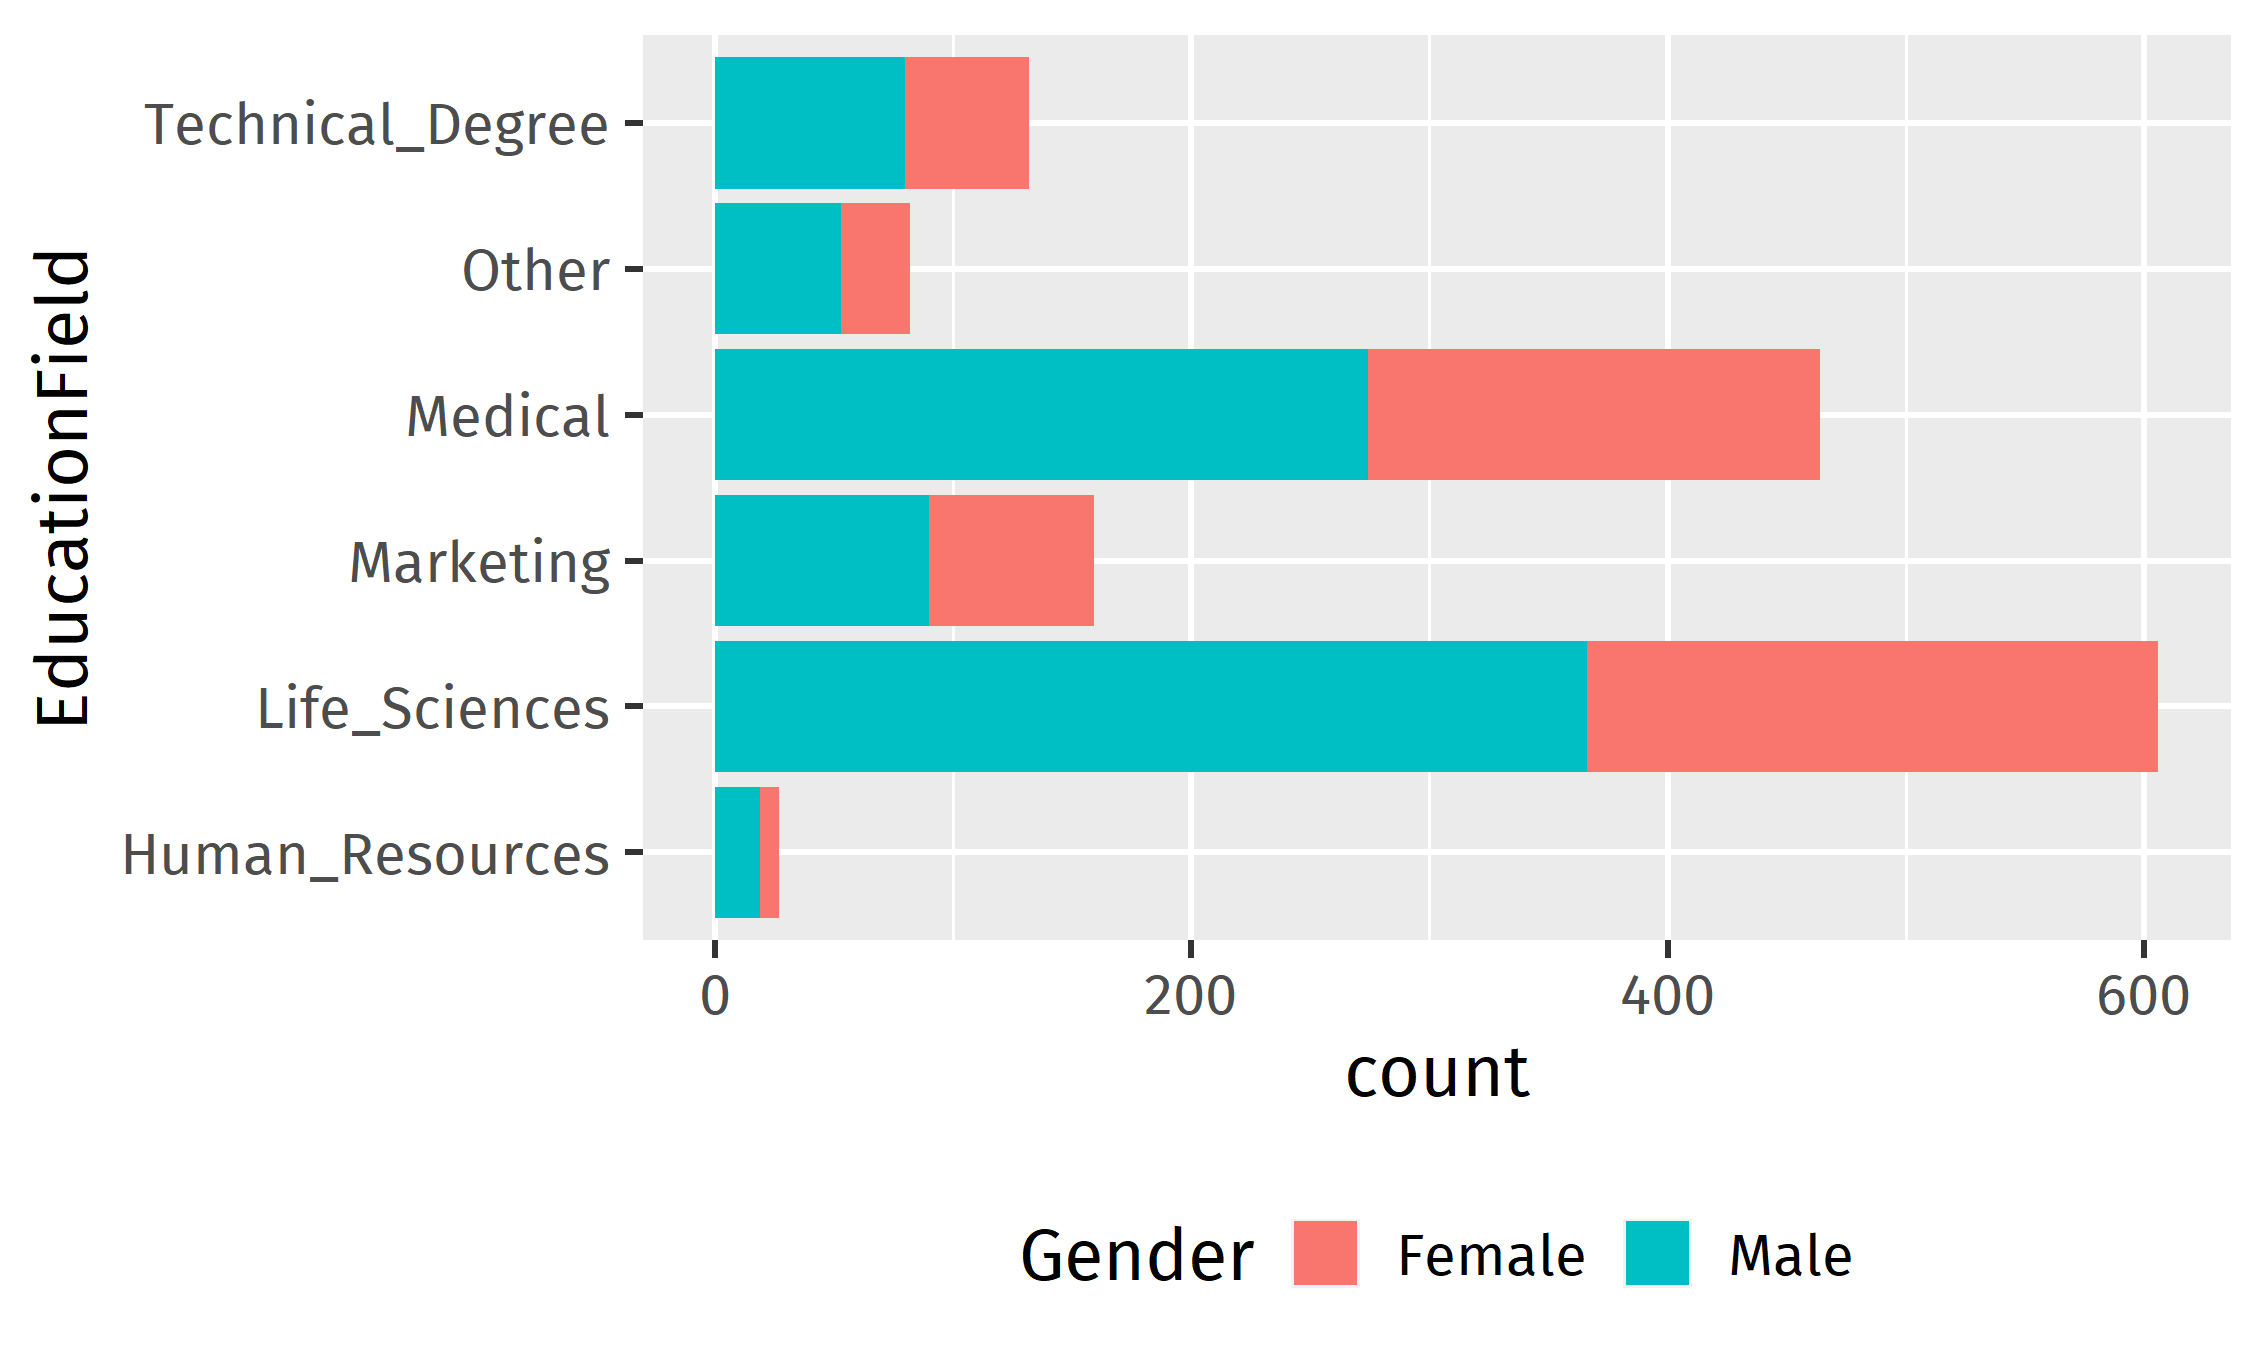 EducationField
Technical_Degree
Other
Medical
Marketing
Life_Sciences
Human_Resources
0 200 400 600
count
Gender Female Male